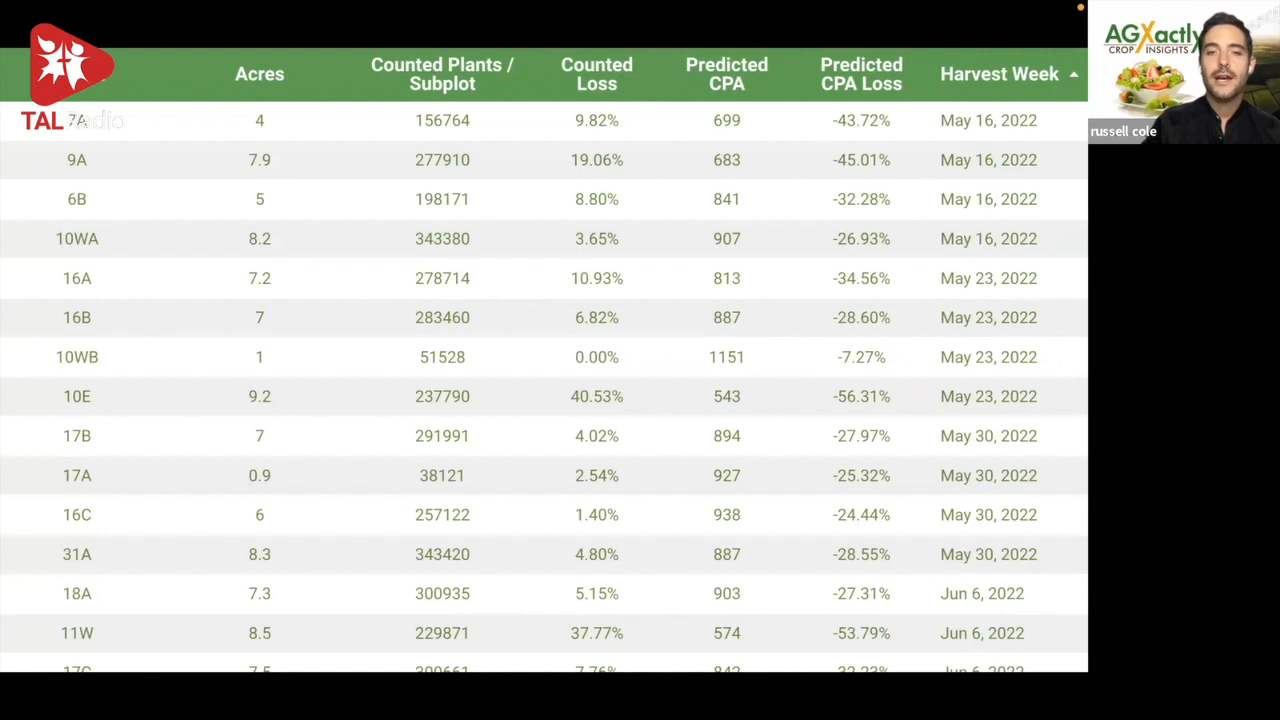 TAL Radio
AGXactly
CROP INSIGHTS
russell cole
Acres Counted Plants / Subplot Counted Loss Predicted CPA Predicted CPA Loss Harvest Week
7A 4 156764 9.82% 699 -43.72% May 16, 2022
9A 7.9 277910 19.06% 683 -45.01% May 16, 2022
6B 5 198171 8.80% 841 -32.28% May 16, 2022
10WA 8.2 343380 3.65% 907 -26.93% May 16, 2022
16A 7.2 278714 10.93% 813 -34.56% May 23, 2022
16B 7 283460 6.82% 887 -28.60% May 23, 2022
10WB 1 51528 0.00% 1151 -7.27% May 23, 2022
10E 9.2 237790 40.53% 543 -56.31% May 23, 2022
17B 7 291991 4.02% 894 -27.97% May 30, 2022
17A 0.9 38121 2.54% 927 -25.32% May 30, 2022
16C 6 257122 1.40% 938 -24.44% May 30, 2022
31A 8.3 343420 4.80% 887 -28.55% May 30, 2022
18A 7.3 300935 5.15% 903 -27.31% Jun 6, 2022
11W 8.5 229871 37.77% 574 -53.79% Jun 6, 2022